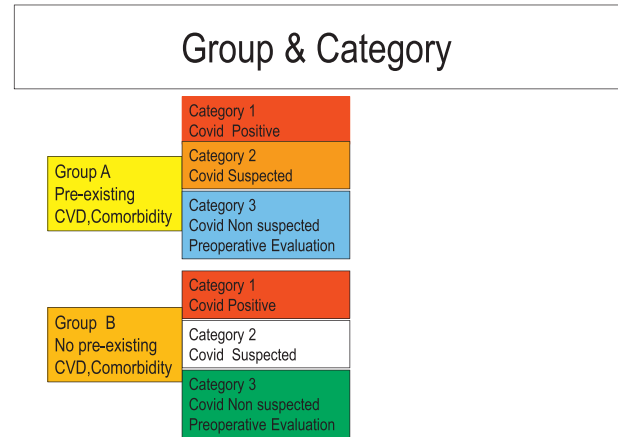 Group & Category
Category 1
Covid Positive
Category 2
Covid Suspected
Category 3
Covid Non suspected
Preoperative Evaluation
Group A
Pre-existing
CVD,Comorbidity
Category 1
Covid Positive
Category 2
Covid Suspected
Category 3
Covid Non suspected
Preoperative Evaluation
Group B
No pre-existing
CVD,Comorbidity